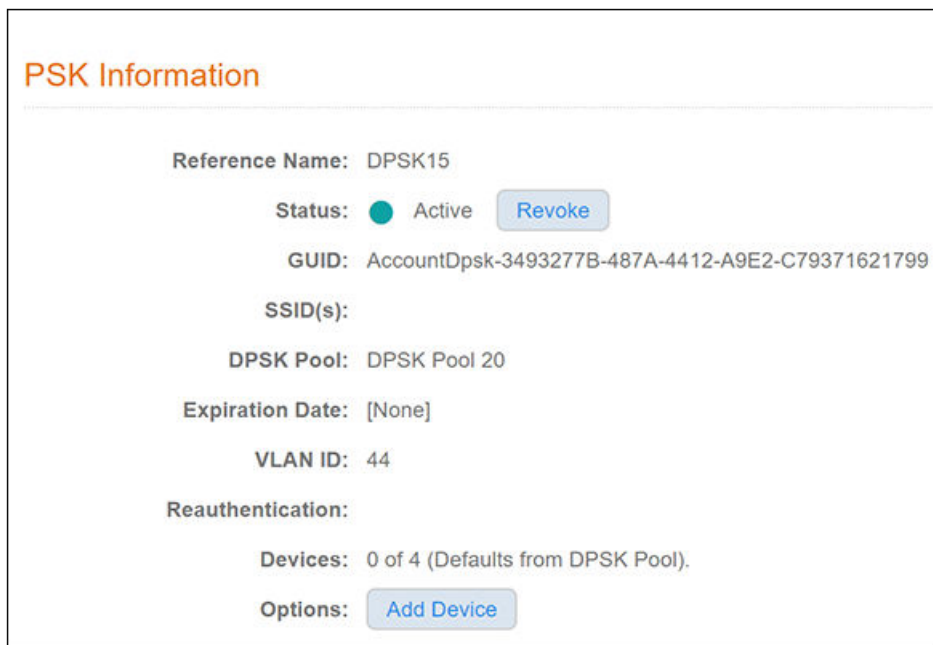 PSK Information
Reference Name: DPSK15
Status: Active Revoke
GUID: AccountDpsk-3493277B-487A-4412-A9E2-C79371621799
SSID(s):
DPSK Pool: DPSK Pool 20
Expiration Date: [None]
VLAN ID: 44
Reauthentication:
Devices: 0 of 4 (Defaults from DPSK Pool).
Options: Add Device